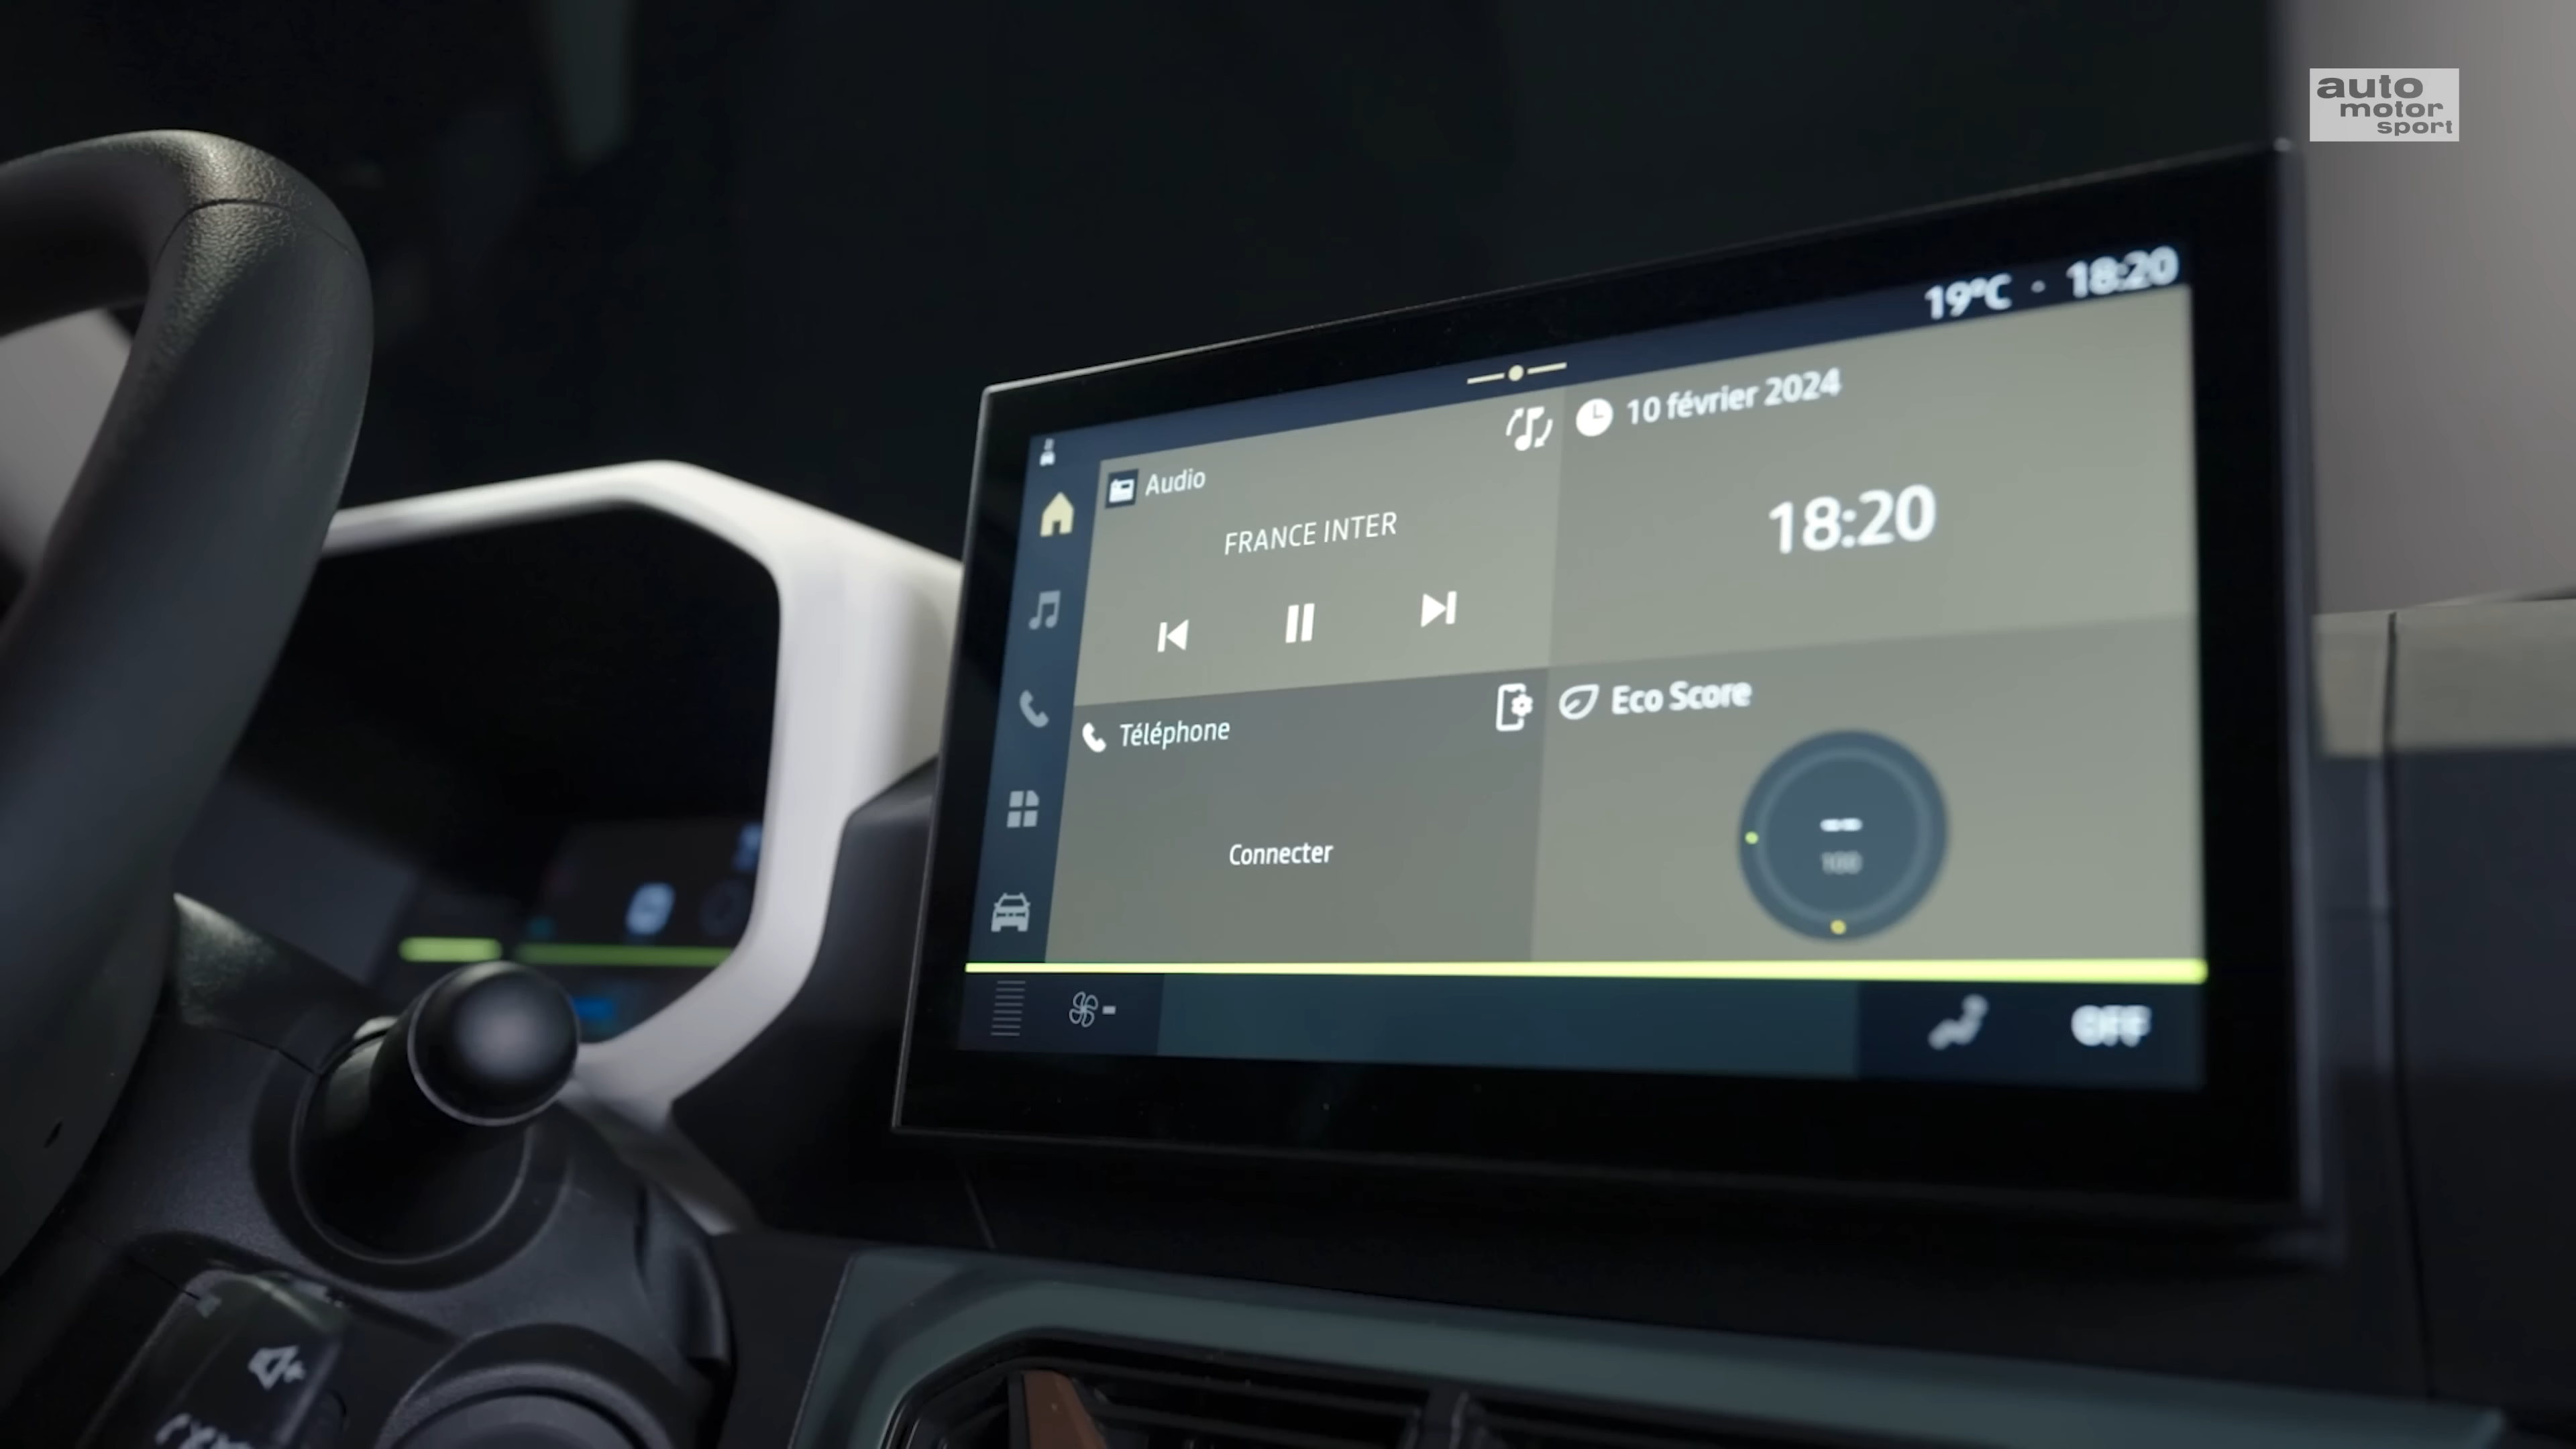 auto
motor
sport
19°C · 18:20
10 février 2024
Audio
FRANCE INTER
18:20
Téléphone
Eco Score
Connecter
--
100
OFF